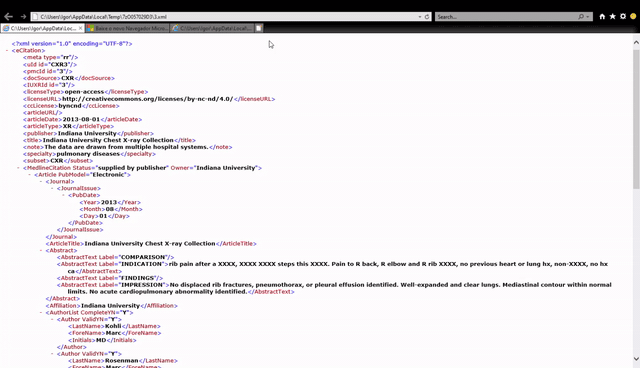 C:\Users\Igor\AppData\Local\Temp\7zO05702903\3.xml
Search...
C:\Users\Igor\AppData\Loc...
Baixe o novo Navegador Micros...
C:\Users\Igor\AppData\Local\...
<?xml version="1.0" encoding="UTF-8"?>
- <eCitation>
<meta type="rr"/>
<uId id="CXR3"/>
<pmcId id="3"/>
<docSource>CXR</docSource>
<IUXRId id="3"/>
<licenseType>open-access</licenseType>
<licenseURL>http://creativecommons.org/licenses/by-nc-nd/4.0/</licenseURL>
<ccLicense>byncnd</ccLicense>
<articleURL/>
<articleDate>2013-08-01</articleDate>
<articleType>XR</articleType>
<publisher>Indiana University</publisher>
<title>Indiana University Chest X-ray Collection</title>
<note>The data are drawn from multiple hospital systems.</note>
<specialty>pulmonary diseases</specialty>
<subset>CXR</subset>
- <MedlineCitation Status="supplied by publisher" Owner="Indiana University">
- <Article PubModel="Electronic">
- <Journal>
- <JournalIssue>
- <PubDate>
<Year>2013</Year>
<Month>08</Month>
<Day>01</Day>
</PubDate>
</JournalIssue>
</Journal>
<ArticleTitle>Indiana University Chest X-ray Collection</ArticleTitle>
- <Abstract>
<AbstractText Label="COMPARISON"/>
<AbstractText Label="INDICATION">rib pain after a XXXX, XXXX XXXX steps this XXXX. Pain to R back, R elbow and R rib XXXX, no previous heart or lung hx, non-XXXX, no hx
ca</AbstractText>
<AbstractText Label="FINDINGS"/>
<AbstractText Label="IMPRESSION">No displaced rib fractures, pneumothorax, or pleural effusion identified. Well-expanded and clear lungs. Mediastinal contour within normal
limits. No acute cardiopulmonary abnormality identified.</AbstractText>
</Abstract>
<Affiliation>Indiana University</Affiliation>
- <AuthorList CompleteYN="Y">
- <Author ValidYN="Y">
<LastName>Kohli</LastName>
<ForeName>Marc</ForeName>
<Initials>MD</Initials>
</Author>
- <Author ValidYN="Y">
<LastName>Rosenman</LastName>
<ForeName>Marc</ForeName>